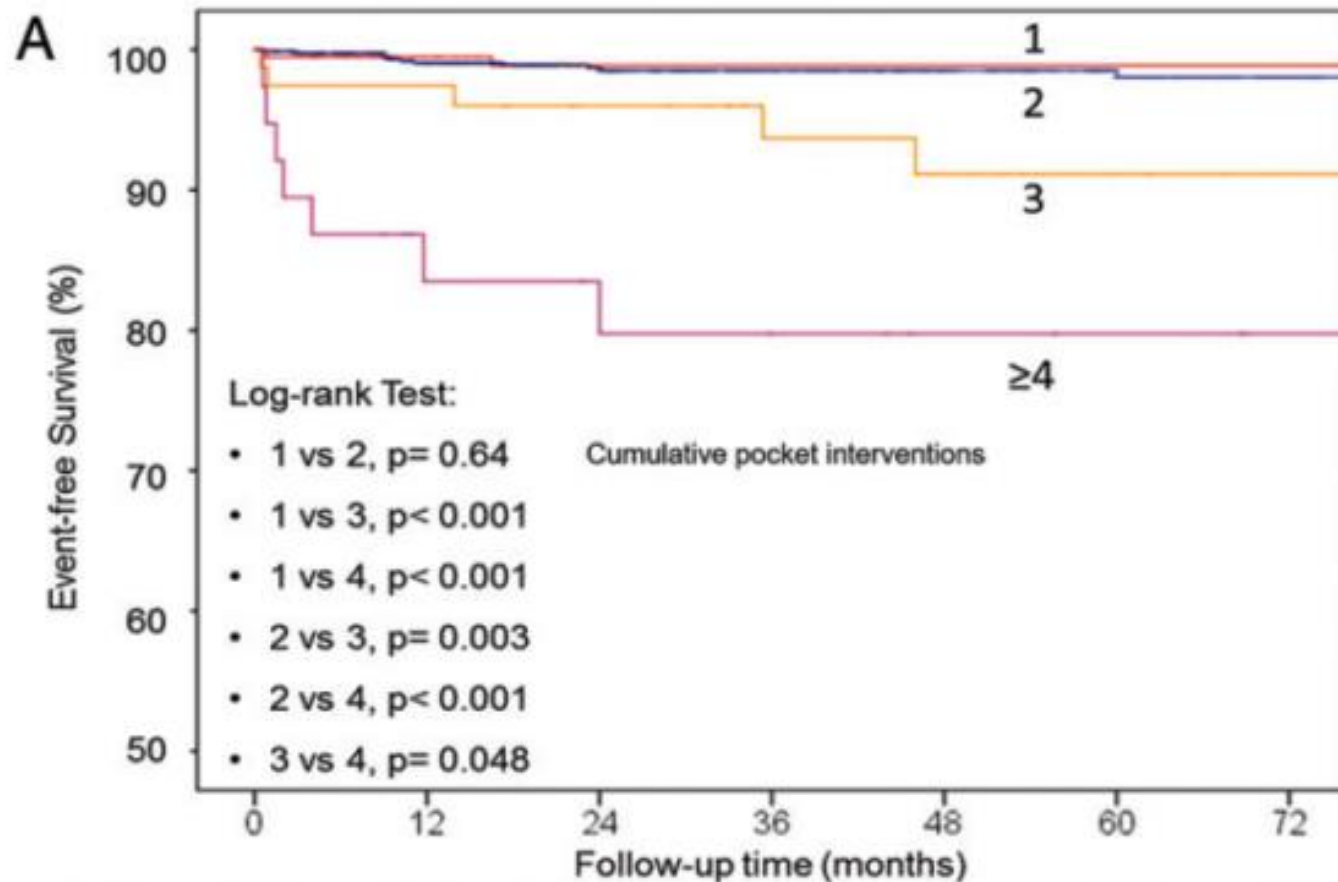 A
100
90
80
70
60
50
Event-free Survival (%)
1
2
3
≥4
Log-rank Test:
• 1 vs 2, p= 0.64
• 1 vs 3, p< 0.001
• 1 vs 4, p< 0.001
• 2 vs 3, p= 0.003
• 2 vs 4, p< 0.001
• 3 vs 4, p= 0.048
Cumulative pocket interventions
0 12 24 36 48 60 72
Follow-up time (months)